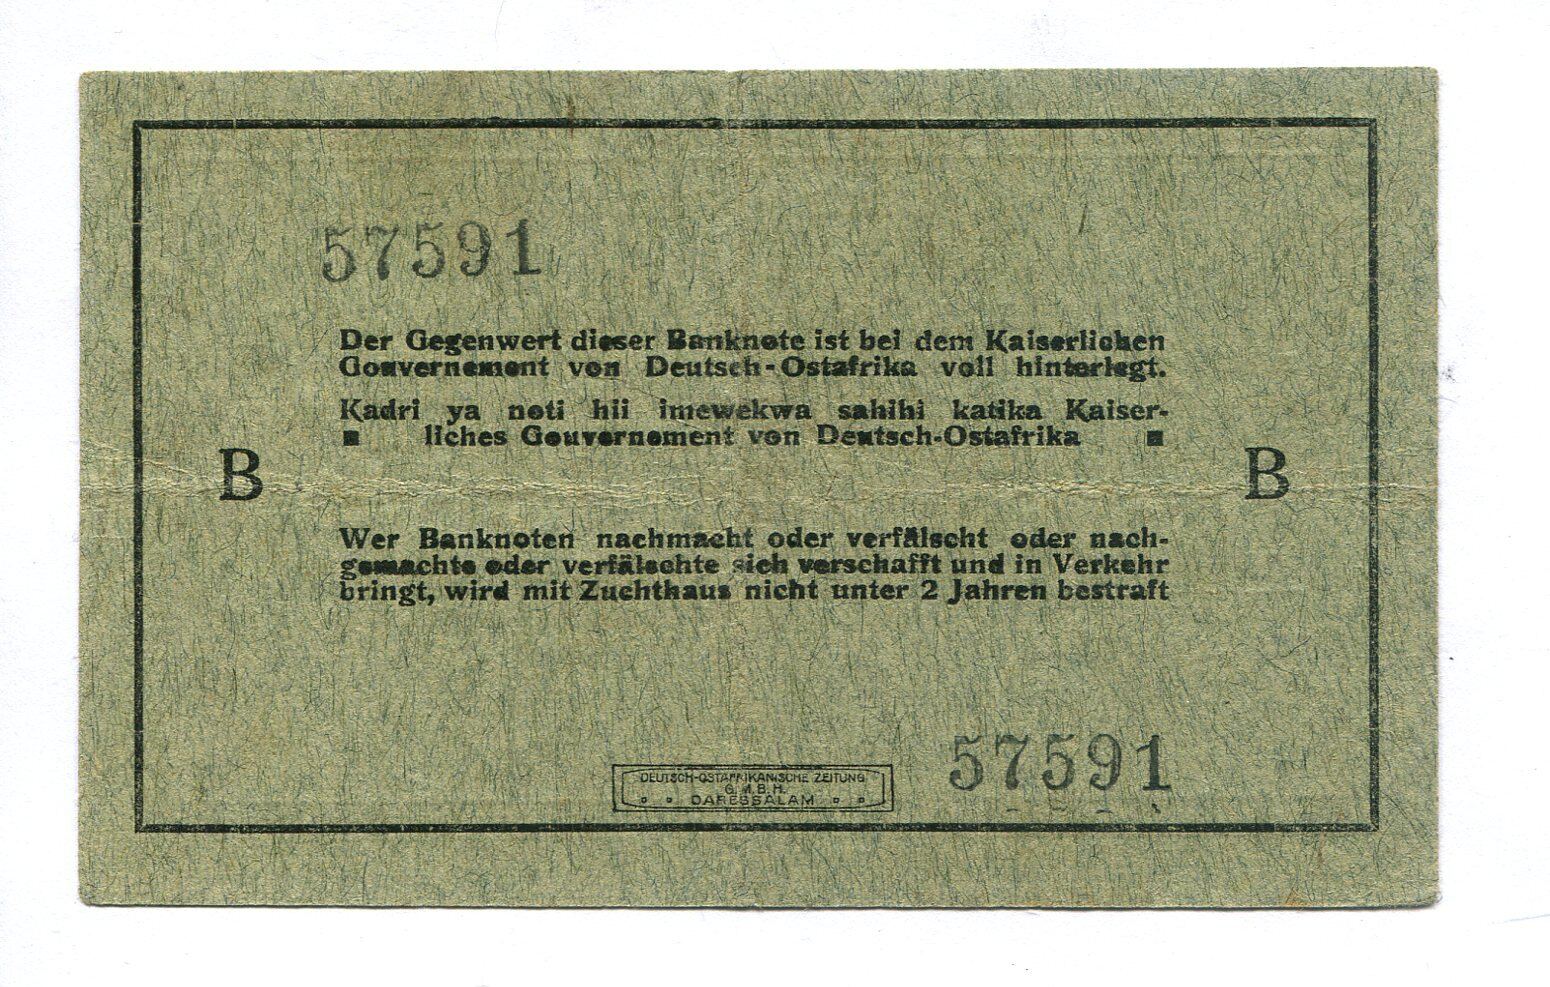 57591
Der Gegenwert dieser Banknote ist bei dem Kaiserlichen
Gouvernement von Deutsch-Ostafrika voll hinterlegt.
Kadri ya noti hii imewekwa sahihi katika Kaiser-
liches Gouvernement von Deutsch-Ostafrika
B
B
Wer Banknoten nachmacht oder verfälscht oder nach-
gemachte oder verfälschte sich verschafft und in Verkehr
bringt, wird mit Zuchthaus nicht unter 2 Jahren bestraft
57591
DEUTSCH-OSTAFRIKANISCHE ZEITUNG
G.M.B.H.
DARESSALAM